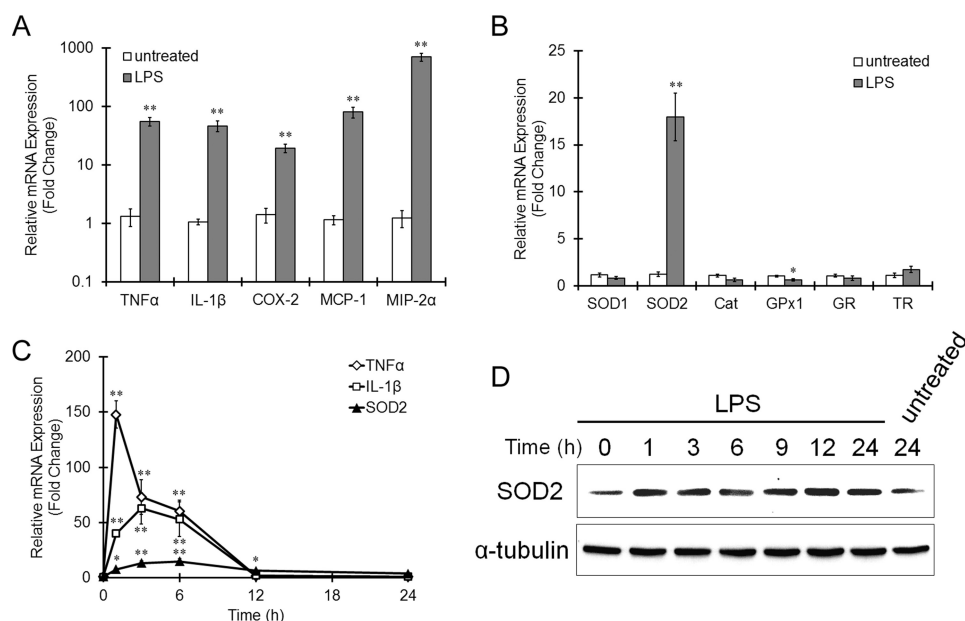 A
Relative mRNA Expression
(Fold Change)
1000
100
10
1
0.1
untreated
LPS
**
**
**
**
**
TNFα
IL-1β
COX-2
MCP-1
MIP-2α
B
Relative mRNA Expression
(Fold Change)
25
20
15
10
5
0
untreated
LPS
**
*
SOD1
SOD2
Cat
GPx1
GR
TR
C
Relative mRNA Expression
(Fold Change)
200
150
100
50
0
TNFα
IL-1β
SOD2
**
**
**
**
**
**
**
*
**
*
0
6
12
18
24
Time (h)
D
LPS
untreated
Time (h) 0 1 3 6 9 12 24 24
SOD2
α-tubulin